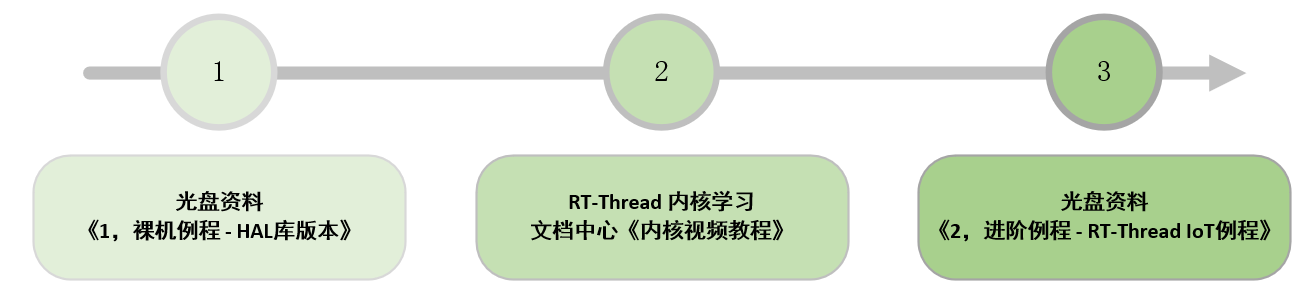 1
2
3
光盘资料
《1，裸机例程 - HAL库版本》
RT-Thread 内核学习
文档中心《内核视频教程》
光盘资料
《2，进阶例程 - RT-Thread IoT例程》